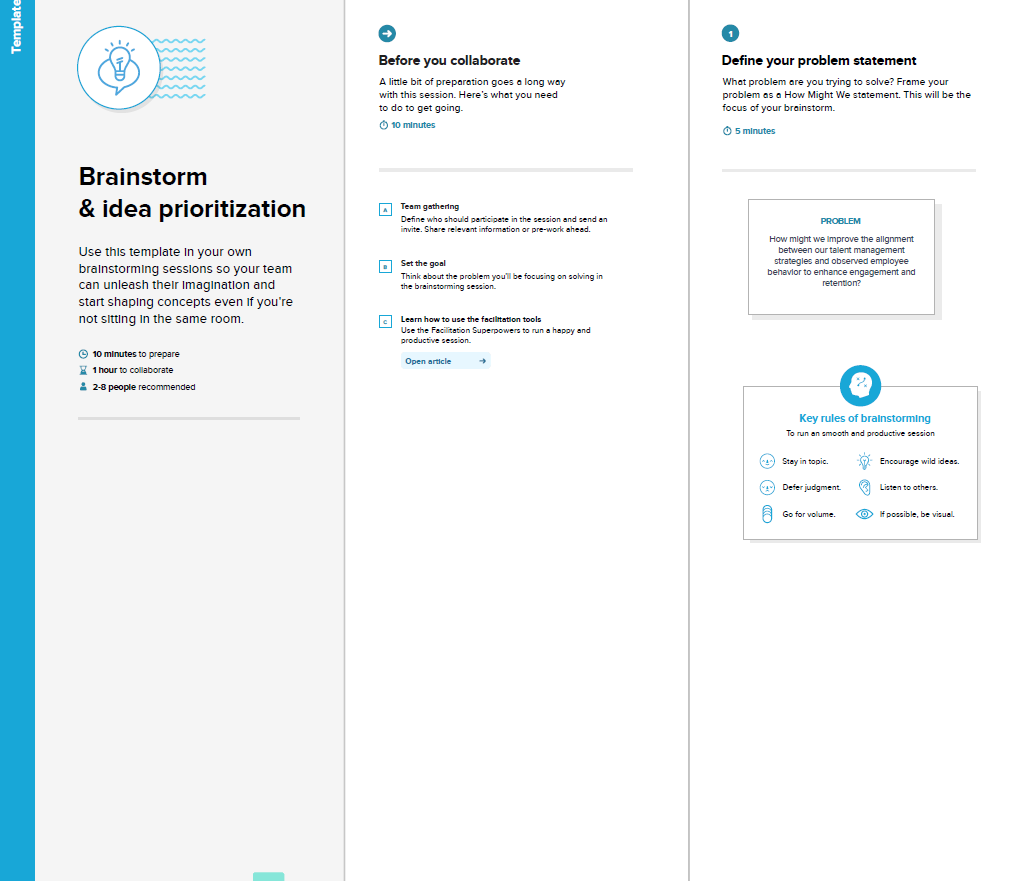 Template
Brainstorm
& idea prioritization
Use this template in your own
brainstorming sessions so your team
can unleash their imagination and
start shaping concepts even if you're
not sitting in the same room.
10 minutes to prepare
1 hour to collaborate
2-8 people recommended
Before you collaborate
A little bit of preparation goes a long way
with this session. Here's what you need
to do to get going.
10 minutes
A
Team gathering
Define who should participate in the session and send an
invite. Share relevant information or pre-work ahead.
B
Set the goal
Think about the problem you'll be focusing on solving in
the brainstorming session.
C
Learn how to use the facilitation tools
Use the Facilitation Superpowers to run a happy and
productive session.
Open article
1
Define your problem statement
What problem are you trying to solve? Frame your
problem as a How Might We statement. This will be the
focus of your brainstorm.
5 minutes
PROBLEM
How might we improve the alignment
between our talent management
strategies and observed employee
behavior to enhance engagement and
retention?
Key rules of brainstorming
To run an smooth and productive session
Stay in topic.
Encourage wild ideas.
Defer judgment.
Listen to others.
Go for volume.
If possible, be visual.